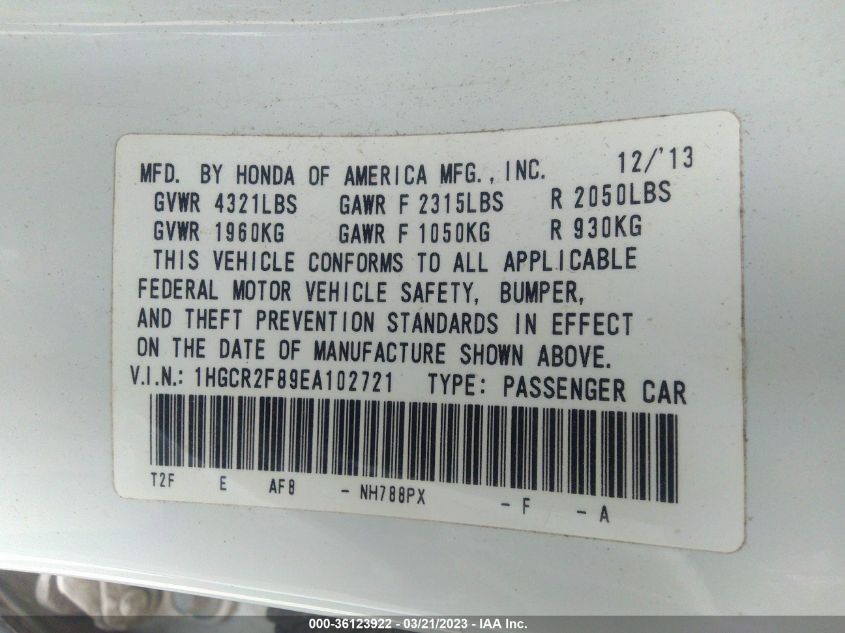 MFD. BY HONDA OF AMERICA MFG., INC. 12/'13
GVWR 4321LBS GAWR F 2315LBS R 2050LBS
GVWR 1960KG GAWR F 1050KG R 930KG
THIS VEHICLE CONFORMS TO ALL APPLICABLE
FEDERAL MOTOR VEHICLE SAFETY, BUMPER,
AND THEFT PREVENTION STANDARDS IN EFFECT
ON THE DATE OF MANUFACTURE SHOWN ABOVE.
V.I.N.: 1HGCR2F89EA102721 TYPE: PASSENGER CAR
T2F E AF8 - NH788PX - F - A
000-36123922 - 03/21/2023 - IAA Inc.